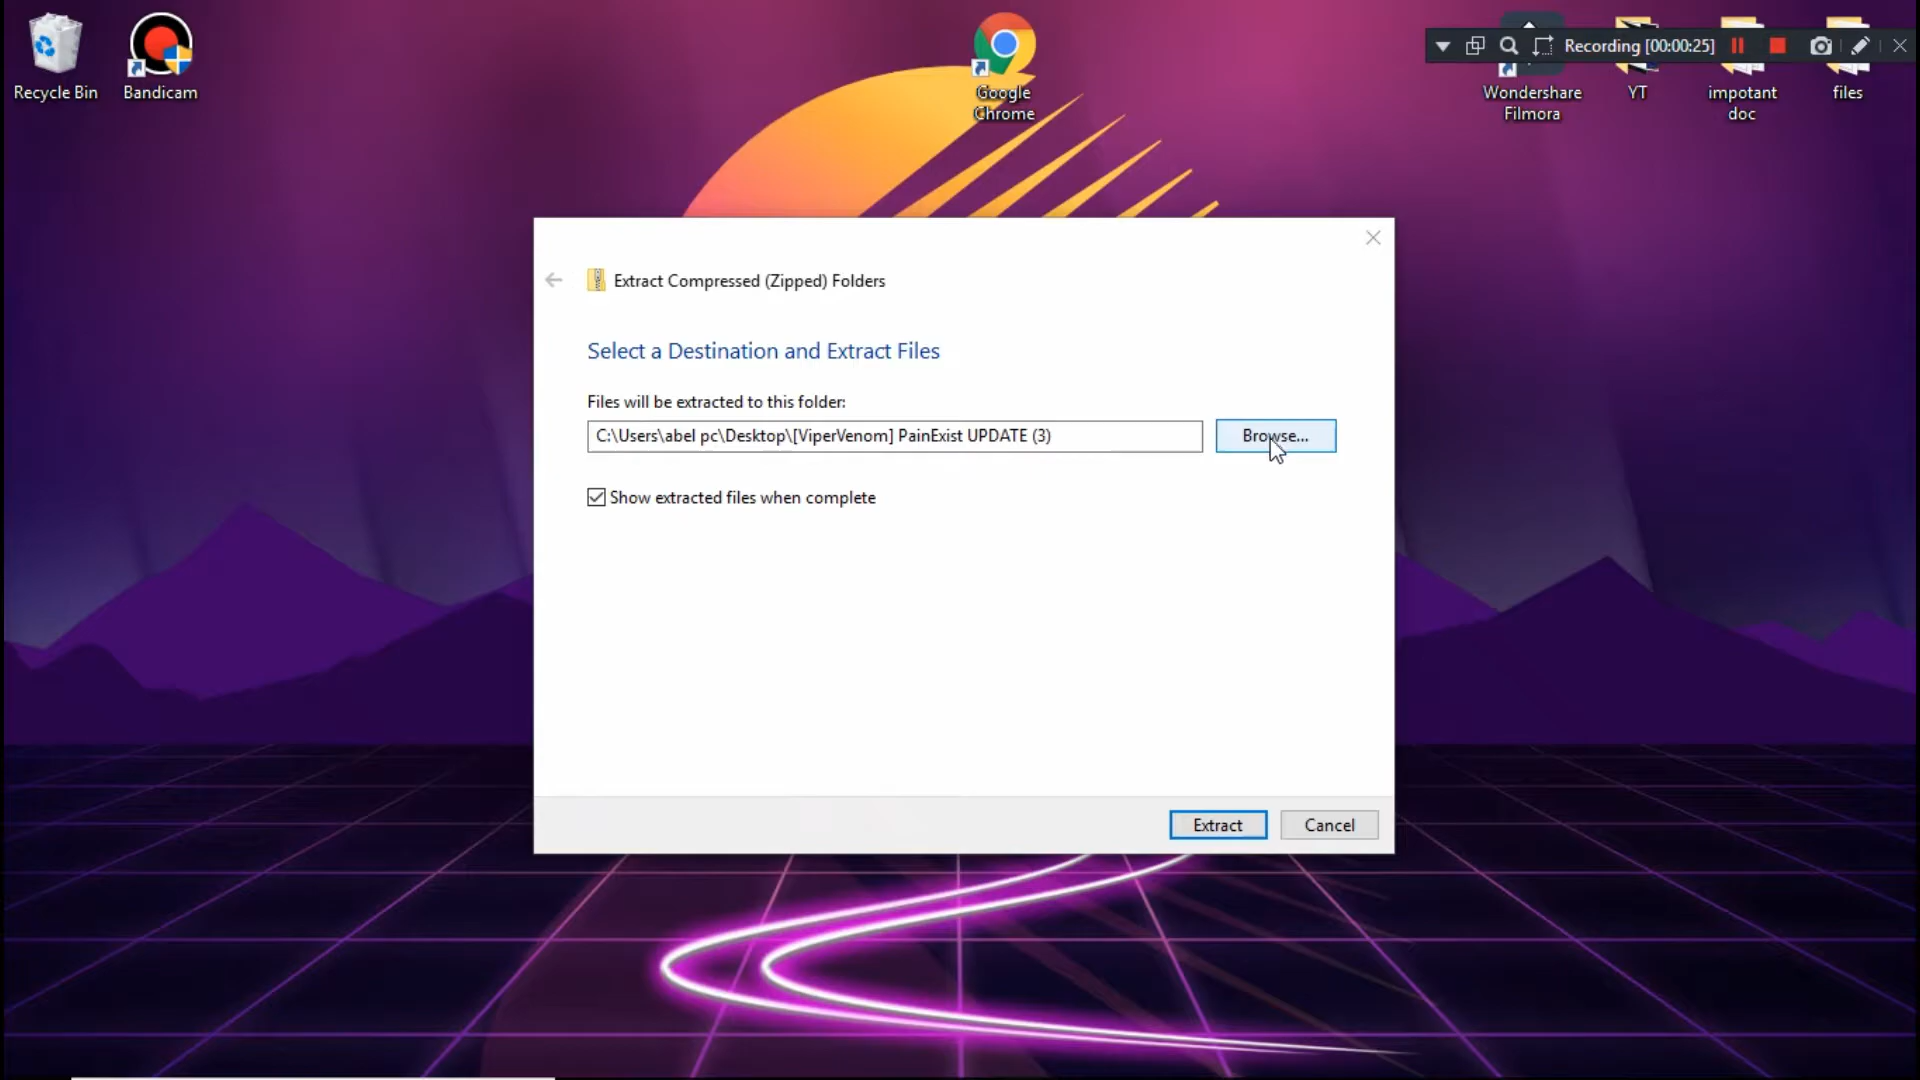 Recycle Bin
Bandicam
Google
Chrome
Recording [00:00:25]
Wondershare
Filmora
YT
impotant
doc
files
Extract Compressed (Zipped) Folders
Select a Destination and Extract Files
Files will be extracted to this folder:
C:\Users\abel pc\Desktop\[ViperVenom] PainExist UPDATE (3)
Browse...
Show extracted files when complete
Extract
Cancel